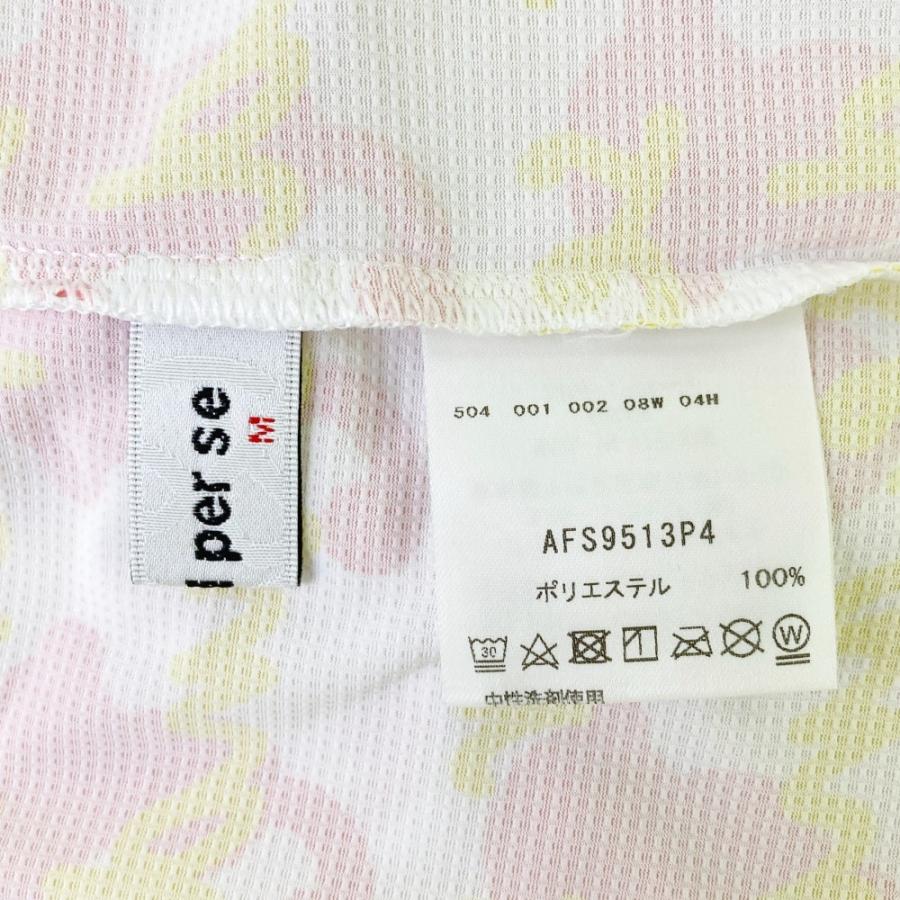 per se
M
504 001 002 08W 04H
AFS9513P4
ポリエステル 100%
30
W
中性洗剤使用